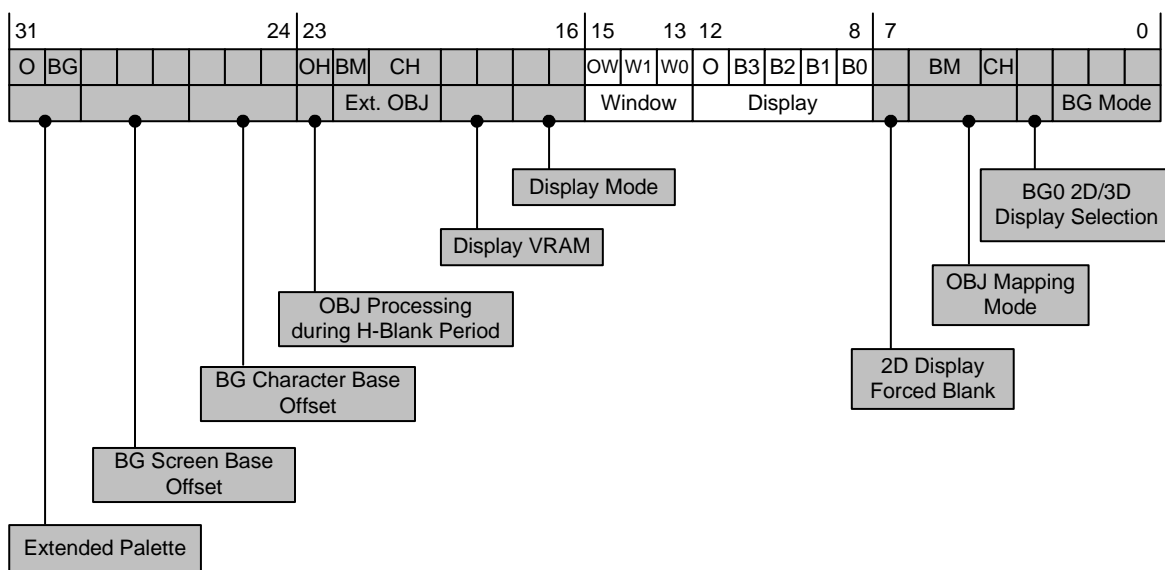 31 24 23 16 15 13 12 8 7 0
O BG OH BM CH OW W1 W0 O B3 B2 B1 B0 BM CH
Ext. OBJ Window Display BG Mode
Display Mode
BG0 2D/3D
Display Selection
Display VRAM
OBJ Mapping
Mode
OBJ Processing
during H-Blank Period
2D Display
Forced Blank
BG Character Base
Offset
BG Screen Base
Offset
Extended Palette